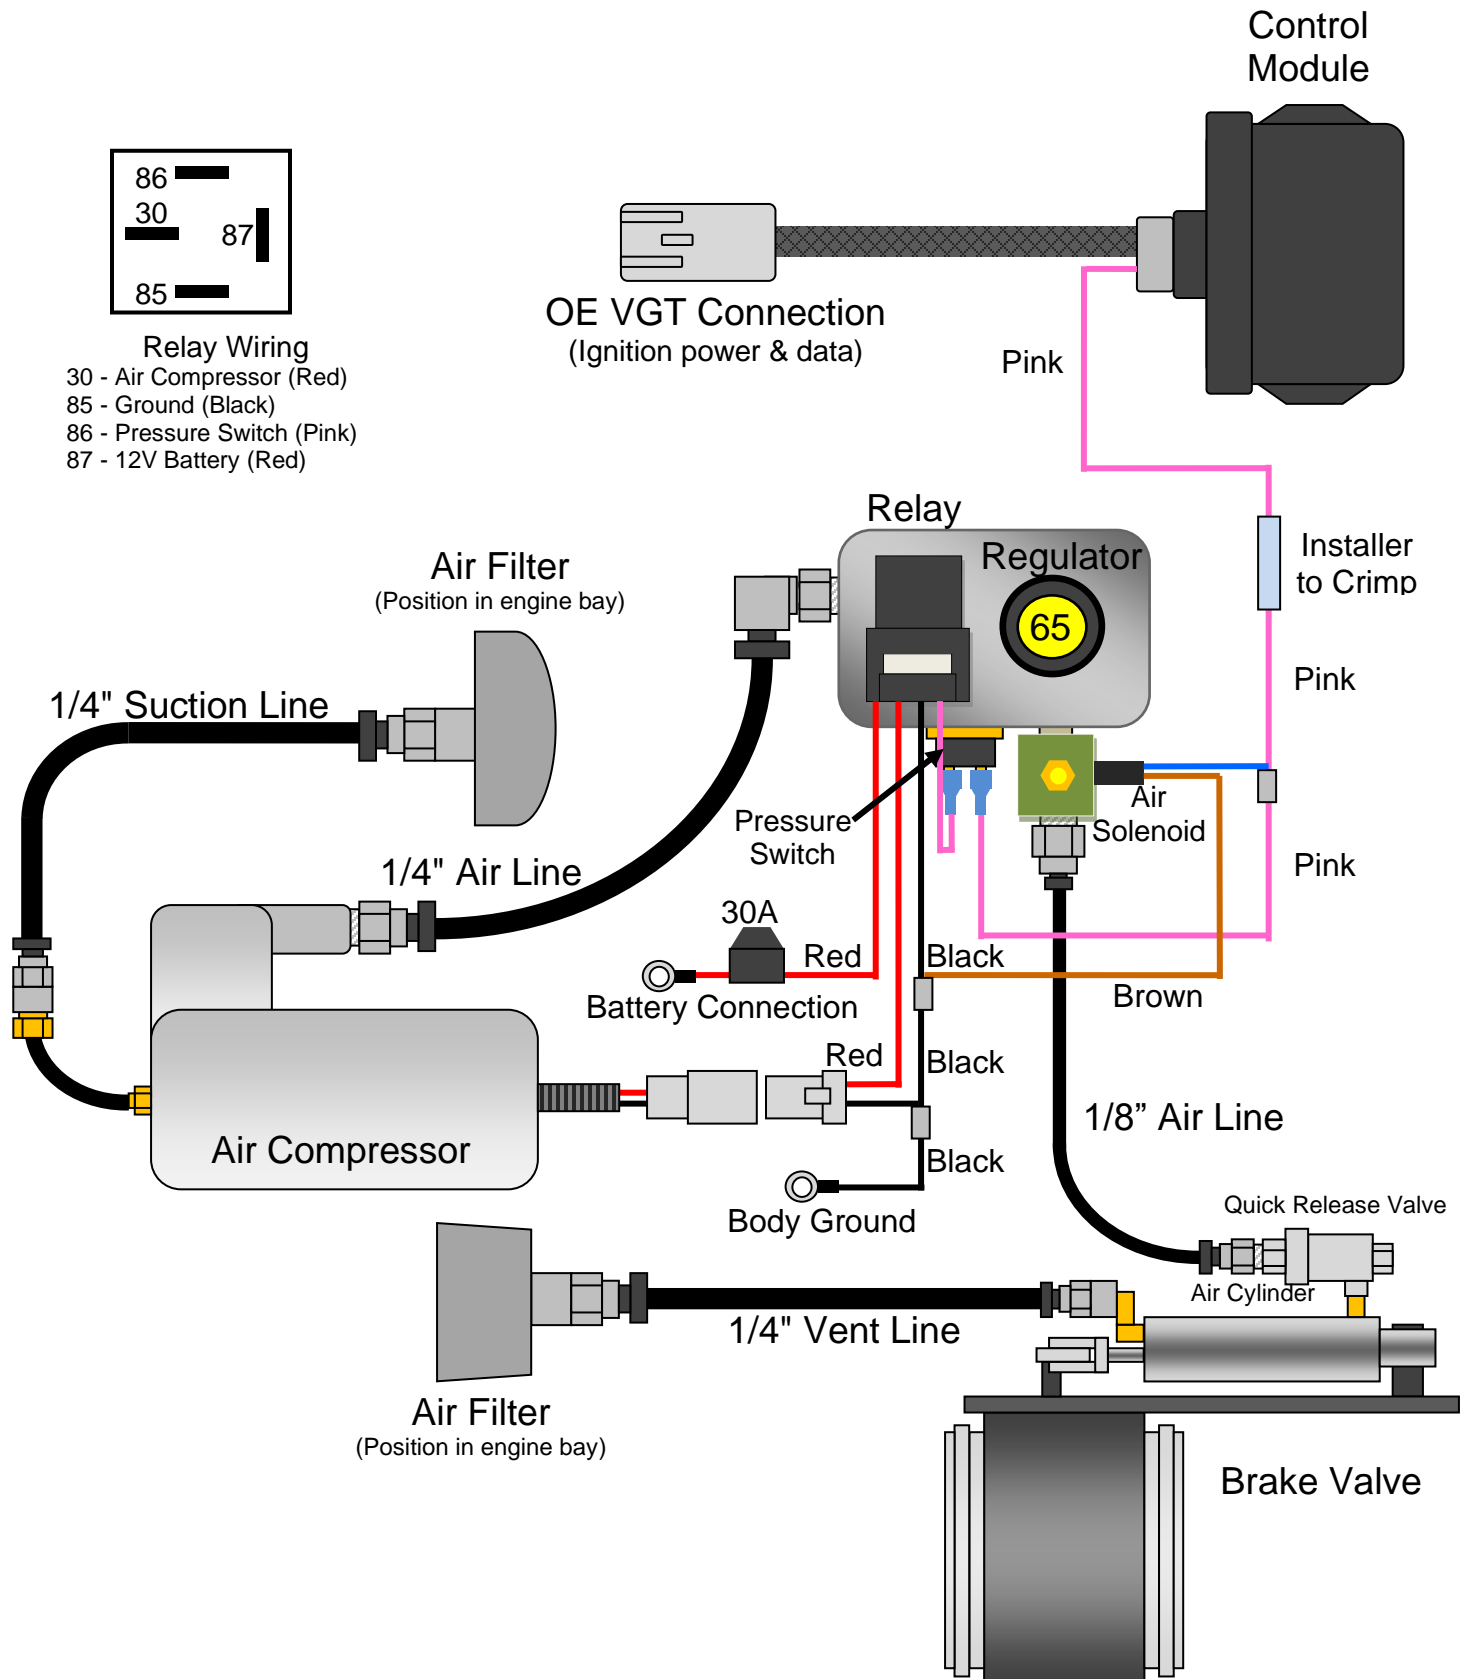 Control
Module
86
30
87
85
Relay Wiring
30 - Air Compressor (Red)
85 - Ground (Black)
86 - Pressure Switch (Pink)
87 - 12V Battery (Red)
OE VGT Connection
(Ignition power & data)
Pink
Relay
Regulator
65
Installer
to Crimp
Air Filter
(Position in engine bay)
Pink
1/4" Suction Line
Air
Solenoid
Pressure
Switch
Pink
1/4" Air Line
30A
Red
Black
Battery Connection
Brown
Red
Black
1/8” Air Line
Air Compressor
Black
Body Ground
Quick Release Valve
Air Cylinder
1/4" Vent Line
Air Filter
(Position in engine bay)
Brake Valve